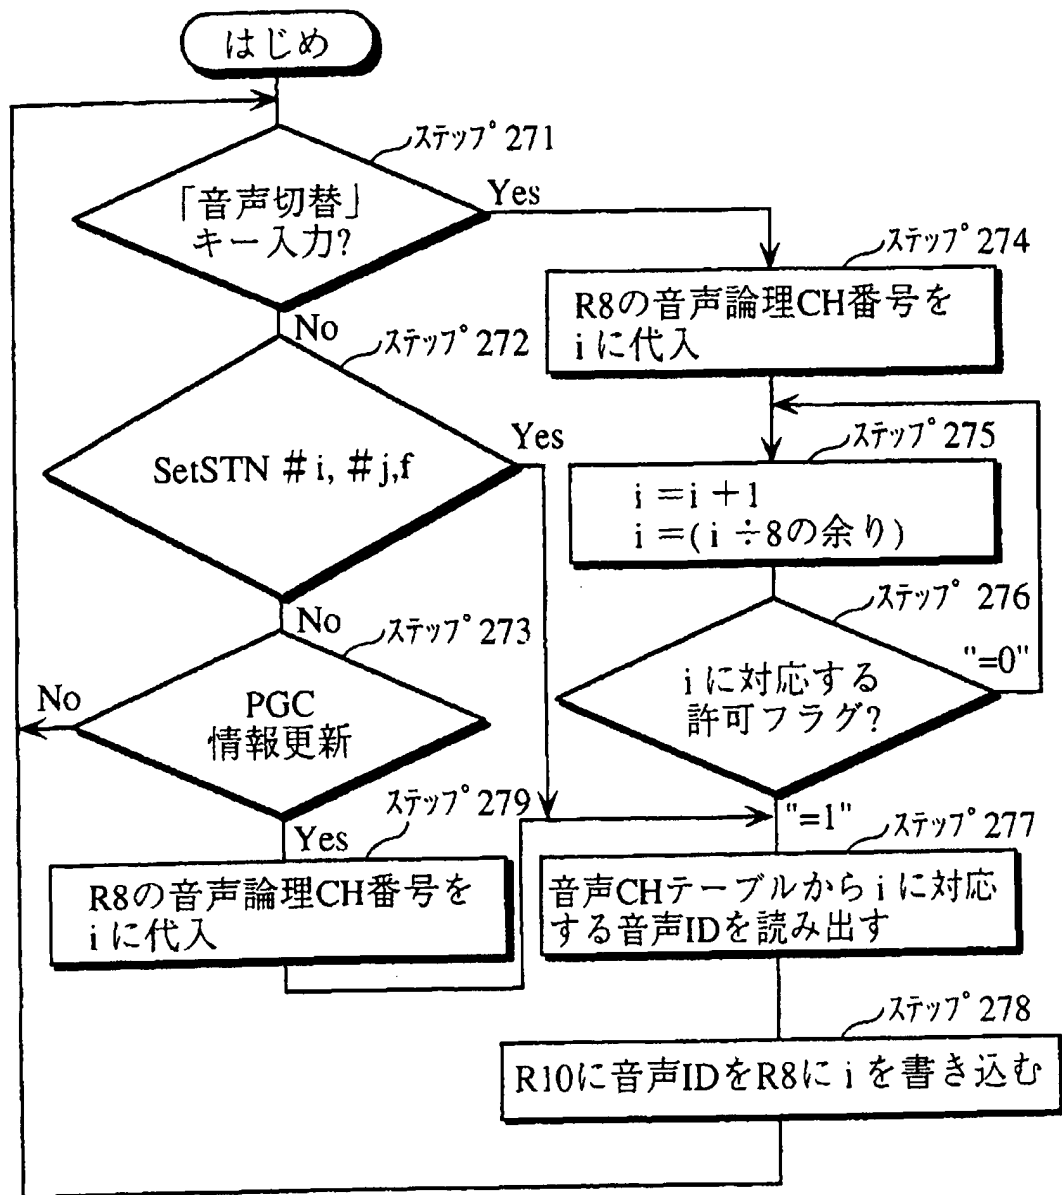 はじめ
ステップ271
「音声切替」
キー入力?
Yes
No
ステップ272
SetSTN #i, #j,f
Yes
No
ステップ273
PGC
情報更新
No
Yes
ステップ279
R8の音声論理CH番号を
iに代入
ステップ274
R8の音声論理CH番号を
iに代入
ステップ275
i=i+1
i=(i÷8の余り)
ステップ 276
iに対応する
許可フラグ?
"=0"
"=1"
ステップ277
音声CHテーブルからiに対応
する音声IDを読み出す
ステップ278
R10に音声IDをR8にiを書き込む